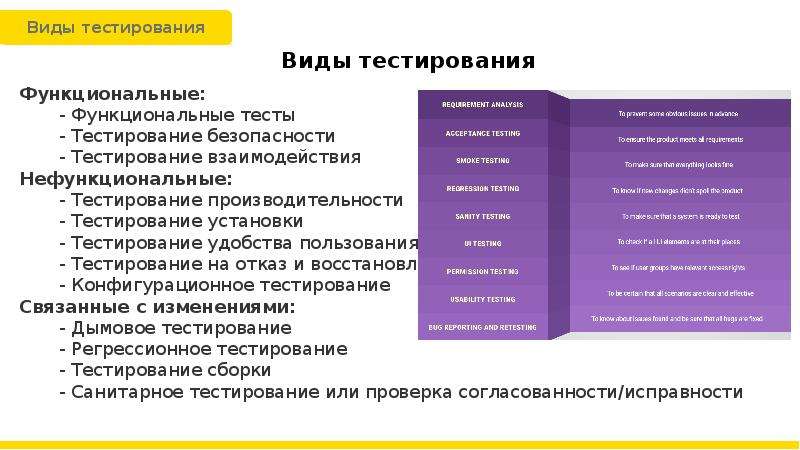 Виды тестирования
Виды тестирования
Функциональные:
- Функциональные тесты
- Тестирование безопасности
- Тестирование взаимодействия
Нефункциональные:
- Тестирование производительности
- Тестирование установки
- Тестирование удобства пользования
- Тестирование на отказ и восстановл
- Конфигурационное тестирование
Связанные с изменениями:
- Дымовое тестирование
- Регрессионное тестирование
- Тестирование сборки
- Санитарное тестирование или проверка согласованности/исправности
REQUIREMENT ANALYSIS
To prevent some obvious issues in advance
ACCEPTANCE TESTING
To ensure the product meets all requirements
SMOKE TESTING
To make sure that everything looks fine
REGRESSION TESTING
To know if new changes didn't spoil the product
SANITY TESTING
To make sure that a system is ready to test
UI TESTING
To check if all UI elements are at their places
PERMISSION TESTING
To see if user groups have relevant access rights
USABILITY TESTING
To be certain that all scenarios are clear and effective
BUG REPORTING AND RETESTING
To know about issues found and be sure that all bugs are fixed